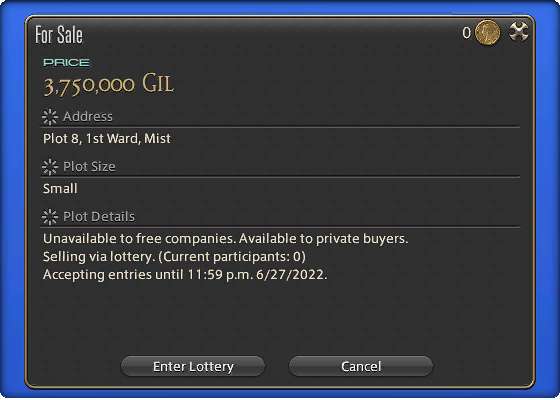 For Sale
0
PRICE
3,750,000 GIL
Address
Plot 8, 1st Ward, Mist
Plot Size
Small
Plot Details
Unavailable to free companies. Available to private buyers.
Selling via lottery. (Current participants: 0)
Accepting entries until 11:59 p.m. 6/27/2022.
Enter Lottery
Cancel